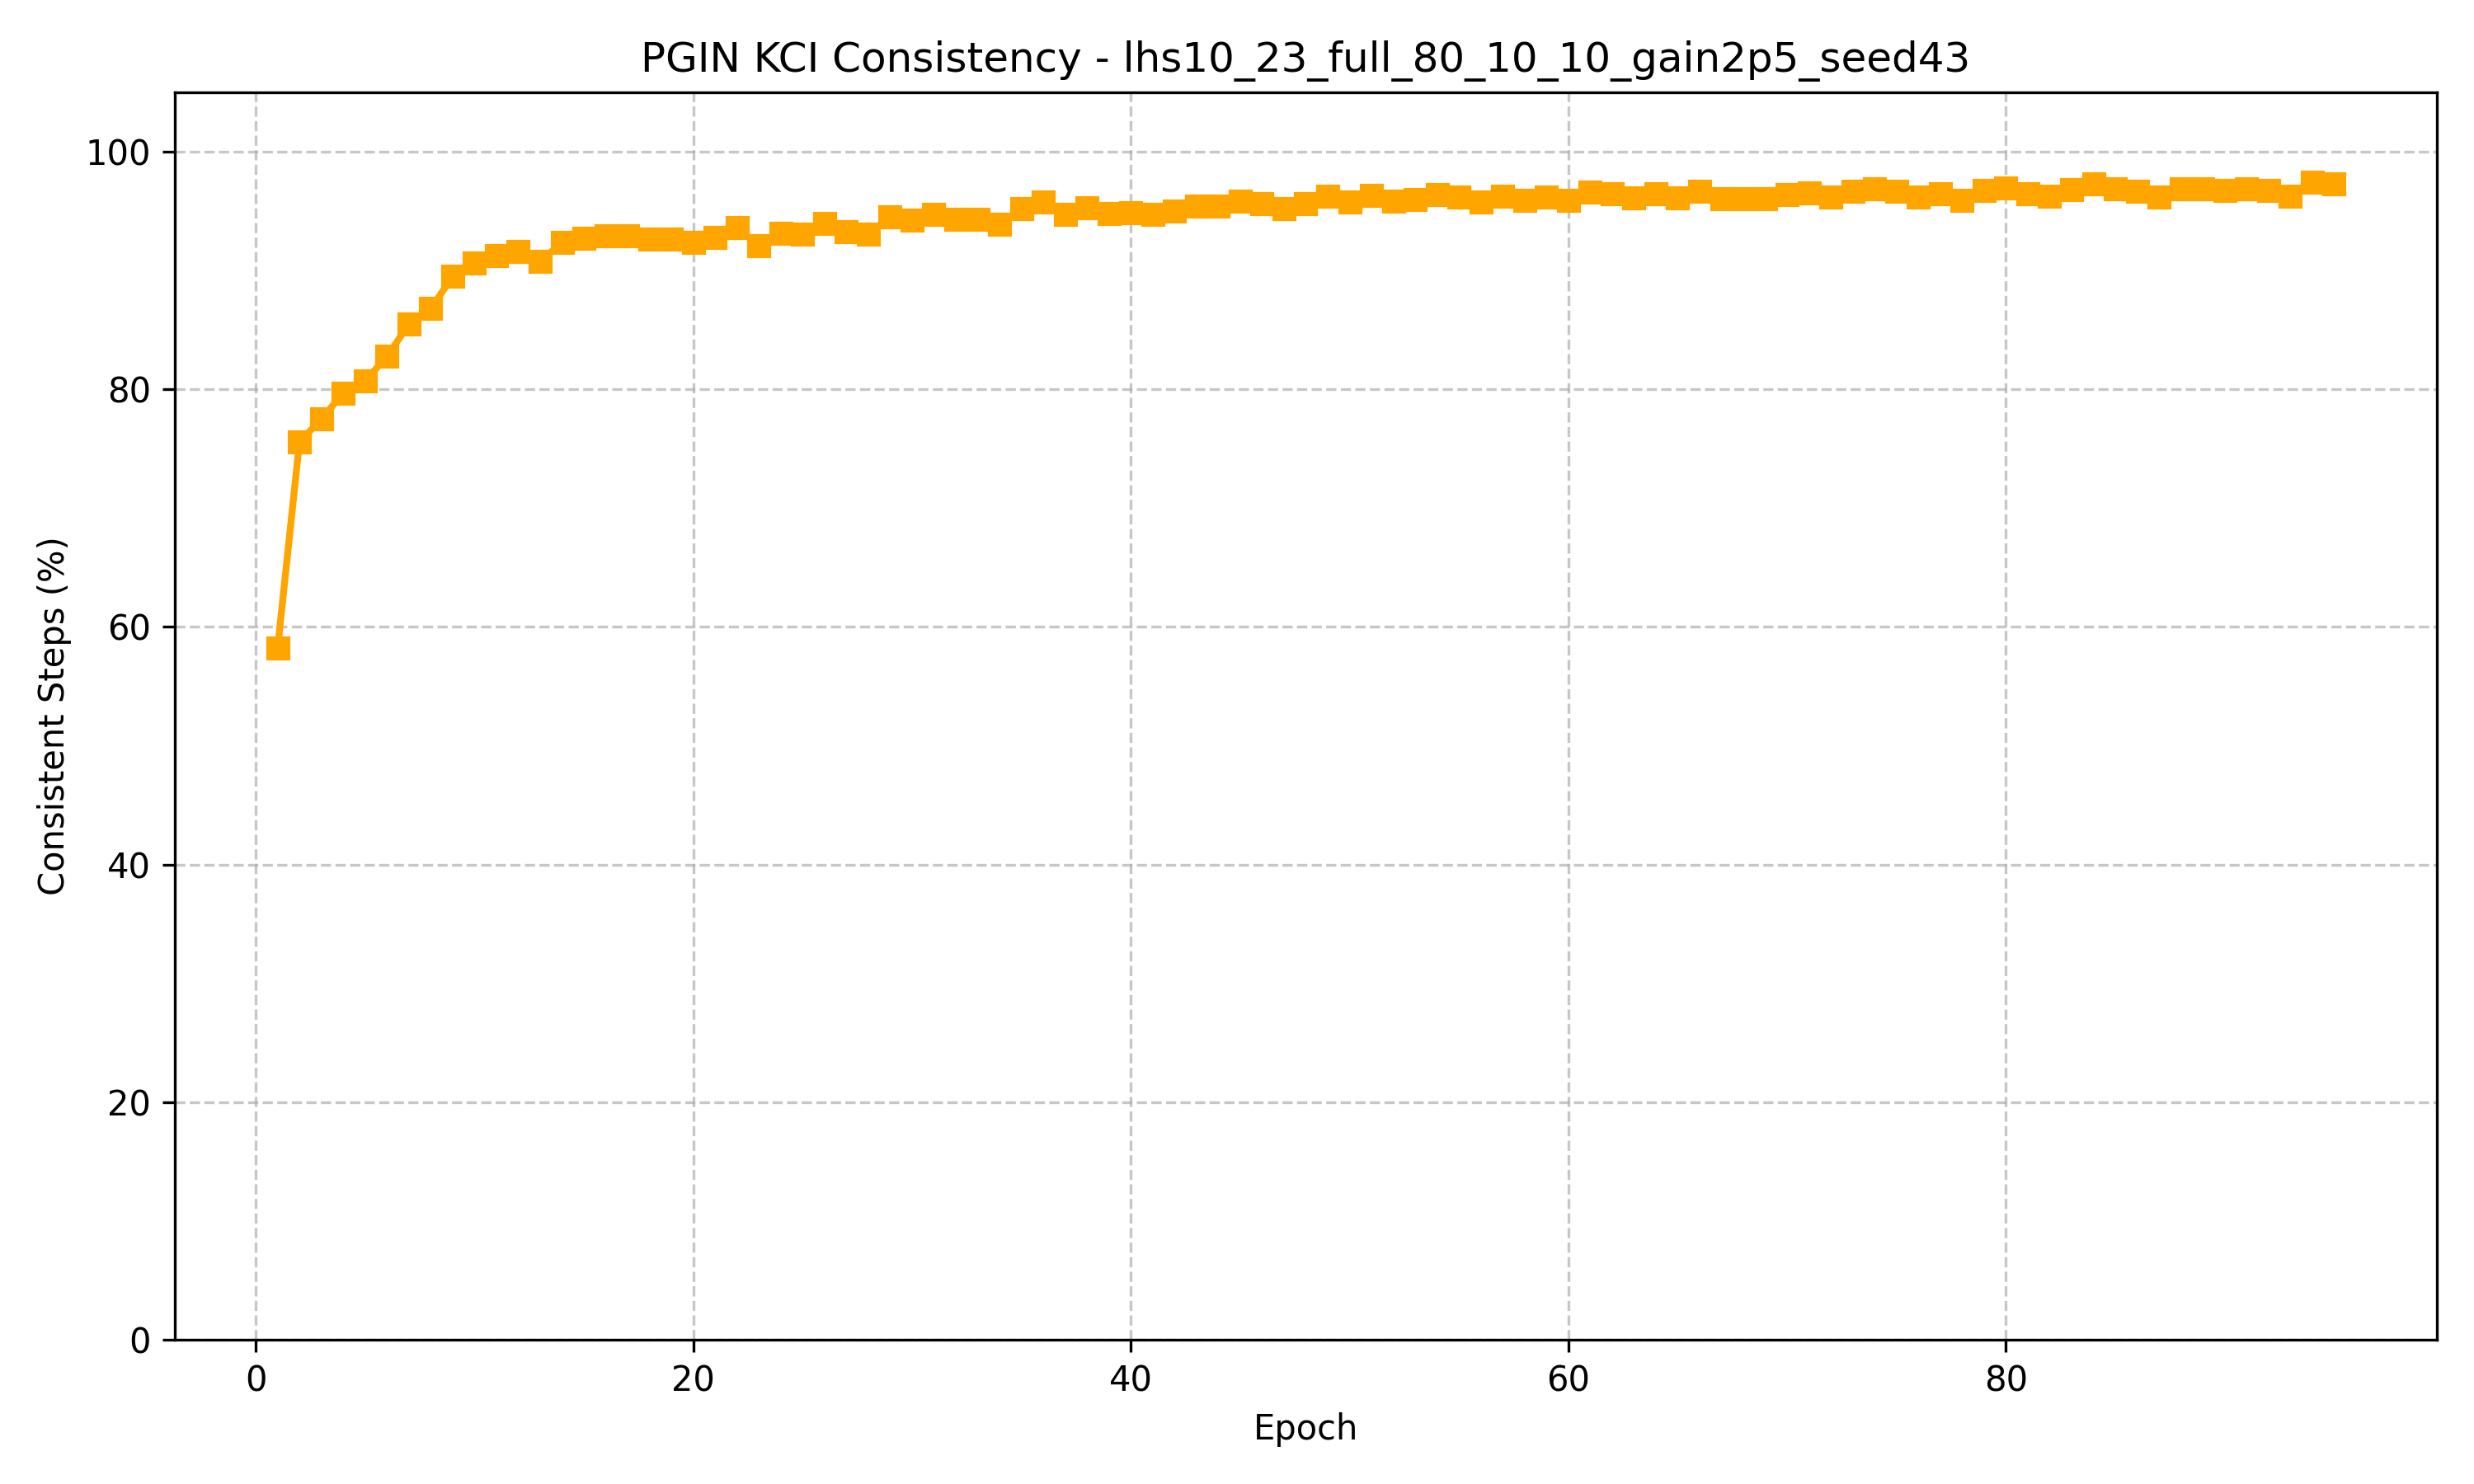 PGIN KCI Consistency - lhs10_23_full_80_10_10_gain2p5_seed43
Consistent Steps (%)
100
80
60
40
20
0
0 20 40 60 80
Epoch